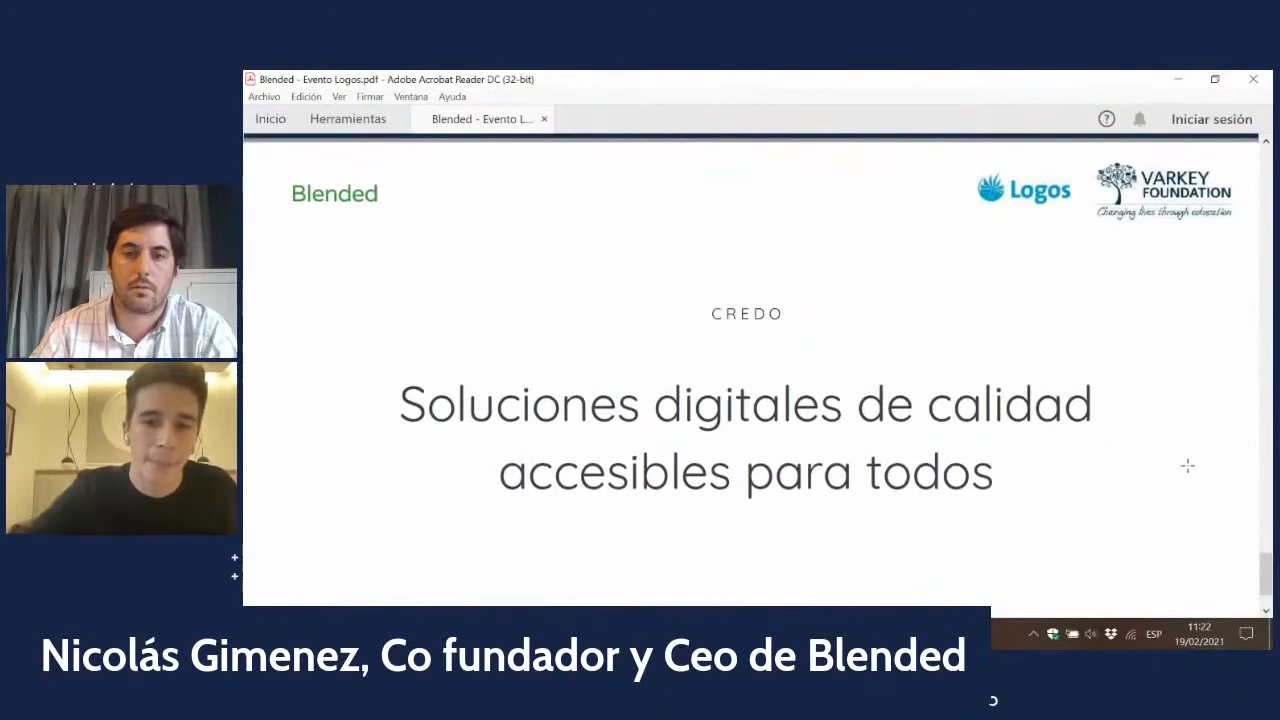 Blended - Evento Logos.pdf - Adobe Acrobat Reader DC (32-bit)
Archivo Edición Ver Firmar Ventana Ayuda
Inicio Herramientas Blended - Evento L... × Iniciar sesión
Blended
Logos
VARKEY
FOUNDATION
Changing lives through education
CREDO
Soluciones digitales de calidad
accesibles para todos
11:22
ESP
19/02/2021
Nicolás Gimenez, Co fundador y Ceo de Blended